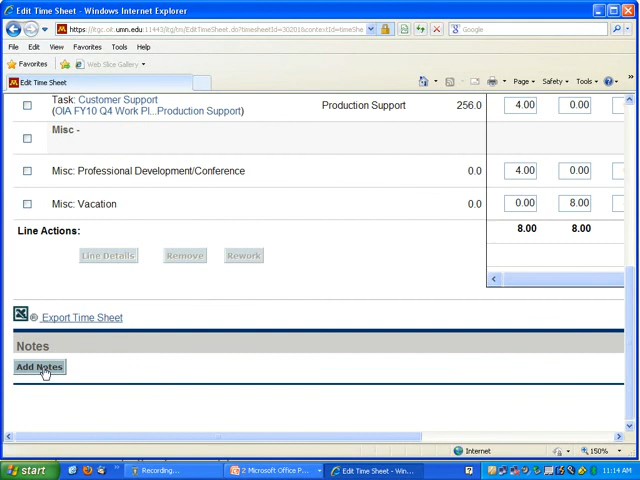 Edit Time Sheet - Windows Internet Explorer
https://itgc.oit.umn.edu:11443/itg/tm/EditTimeSheet.do?timesheetId=30201&contextId=timeShe
Google
File Edit View Favorites Tools Help
Favorites Web Slice Gallery
Edit Time Sheet Page Safety Tools
Task: Customer Support Production Support 256.0 4.00 0.00
(OIA FY10 Q4 Work Pl...Production Support)
Misc -
Misc: Professional Development/Conference 0.0 4.00 0.00
Misc: Vacation 0.0 0.00 8.00
Line Actions: 8.00 8.00
Line Details Remove Rework
Export Time Sheet
Notes
Add Notes
Internet 150%
start Recording... 2 Microsoft Office P... Edit Time Sheet - Win... 11:14 AM